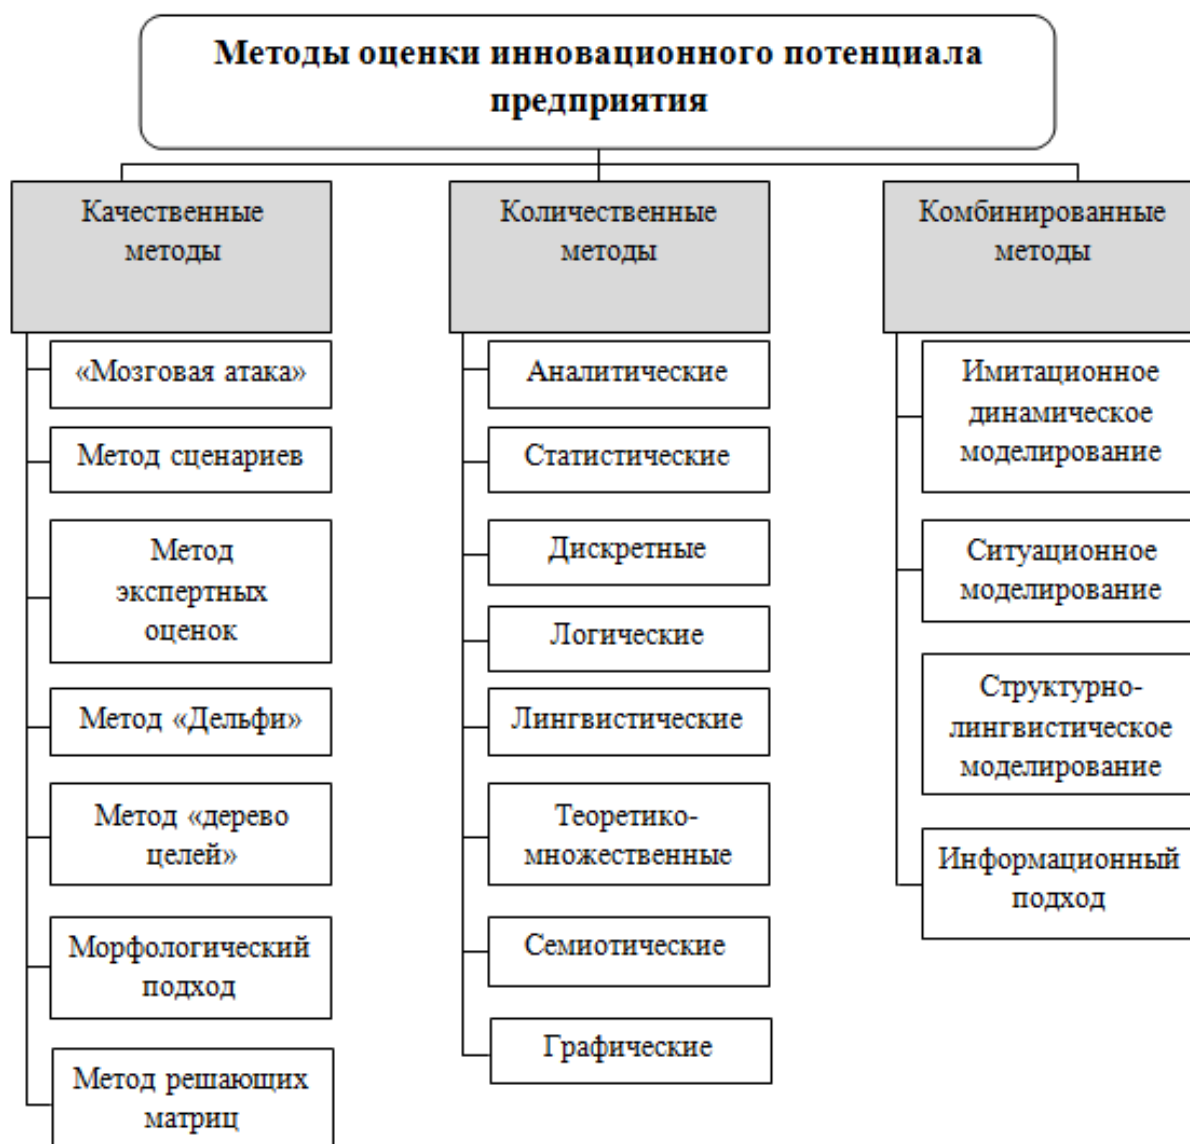 Методы оценки инновационного потенциала
предприятия
Качественные
методы
«Мозговая атака»
Метод сценариев
Метод
экспертных
оценок
Метод «Дельфи»
Метод «дерево
целей»
Морфологический
подход
Метод решающих
матриц
Количественные
методы
Аналитические
Статистические
Дискретные
Логические
Лингвистические
Теоретико-
множественные
Семиотические
Графические
Комбинированные
методы
Имитационное
динамическое
моделирование
Ситуационное
моделирование
Структурно-
лингвистическое
моделирование
Информационный
подход